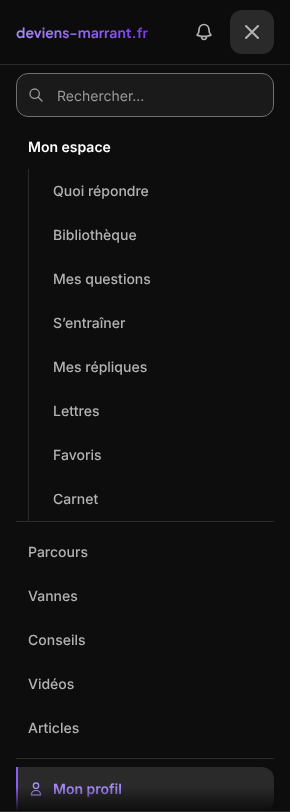 deviens-marrant.fr
Rechercher...
Mon espace
Quoi répondre
Bibliothèque
Mes questions
S’entraîner
Mes répliques
Lettres
Favoris
Carnet
Parcours
Vannes
Conseils
Vidéos
Articles
Mon profil